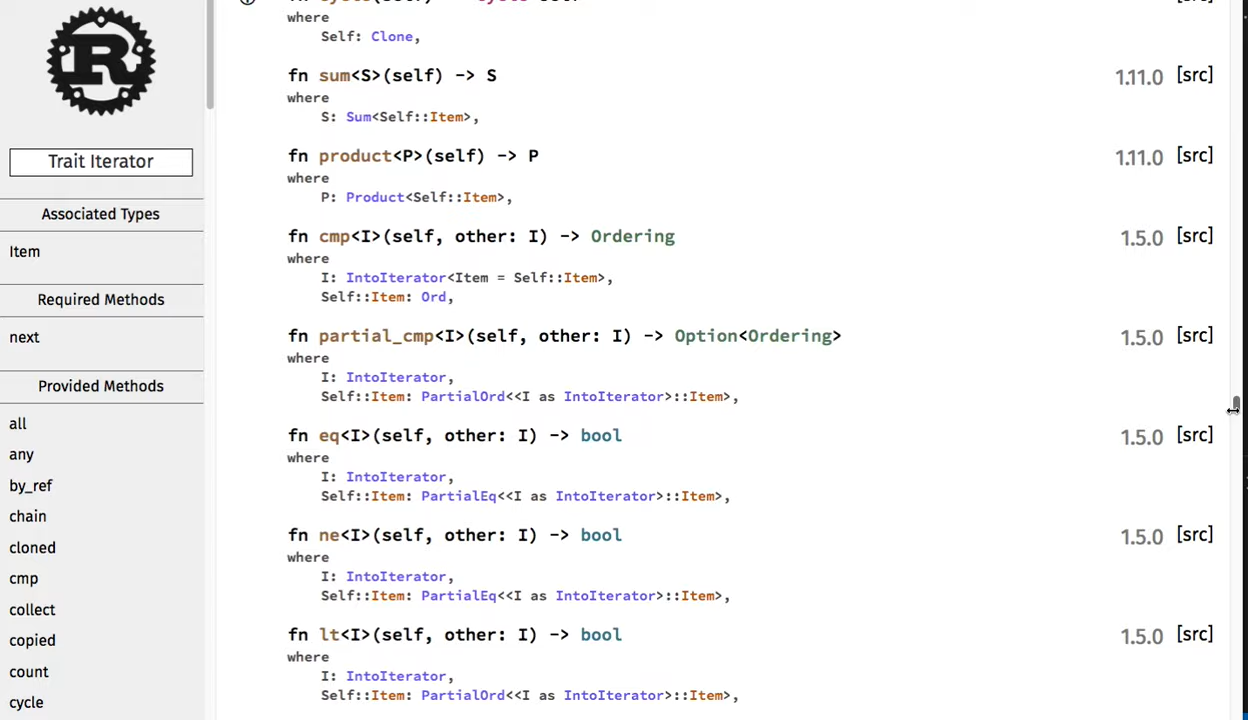 Trait Iterator
Associated Types
Item
Required Methods
next
Provided Methods
all
any
by_ref
chain
cloned
cmp
collect
copied
count
cycle
where
Self: Clone,
fn sum<S>(self) -> S 1.11.0 [src]
where
S: Sum<Self::Item>,
fn product<P>(self) -> P 1.11.0 [src]
where
P: Product<Self::Item>,
fn cmp<I>(self, other: I) -> Ordering 1.5.0 [src]
where
I: IntoIterator<Item = Self::Item>,
Self::Item: Ord,
fn partial_cmp<I>(self, other: I) -> Option<Ordering> 1.5.0 [src]
where
I: IntoIterator,
Self::Item: PartialOrd<<I as IntoIterator>::Item>,
fn eq<I>(self, other: I) -> bool 1.5.0 [src]
where
I: IntoIterator,
Self::Item: PartialEq<<I as IntoIterator>::Item>,
fn ne<I>(self, other: I) -> bool 1.5.0 [src]
where
I: IntoIterator,
Self::Item: PartialEq<<I as IntoIterator>::Item>,
fn lt<I>(self, other: I) -> bool 1.5.0 [src]
where
I: IntoIterator,
Self::Item: PartialOrd<<I as IntoIterator>::Item>,